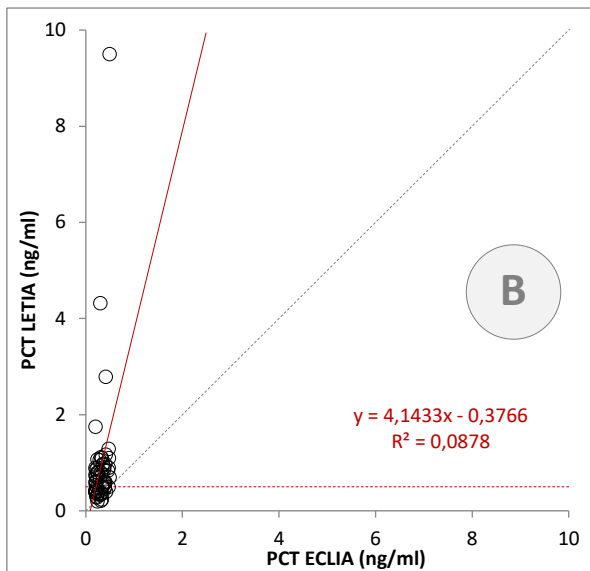 10
8
6
4
2
0
PCT LETIA (ng/ml)
B
y = 4,1433x - 0,3766
R² = 0,0878
0 2 4 6 8 10
PCT ECLIA (ng/ml)